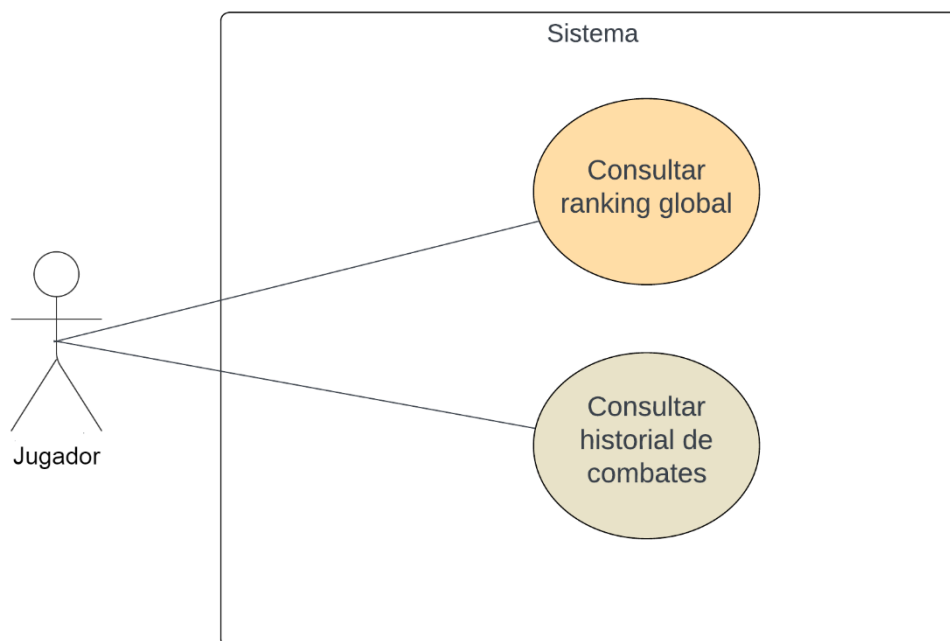 Sistema
Consultar
ranking global
Consultar
historial de
combates
Jugador